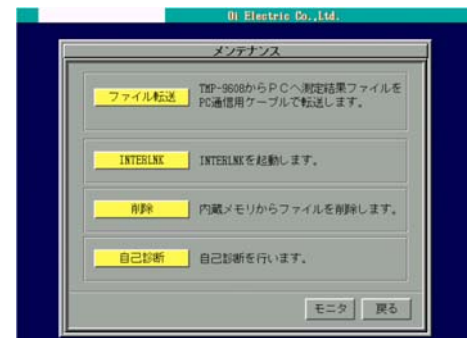 Oi Electric Co.,Ltd.
メンテナンス
ファイル転送
TMP-9608からＰＣへ測定結果ファイルを
PC通信用ケーブルで転送します。
INTERLNK
INTERLNKを起動します。
削除
内蔵メモリからファイルを削除します。
自己診断
自己診断を行います。
モニタ
戻る